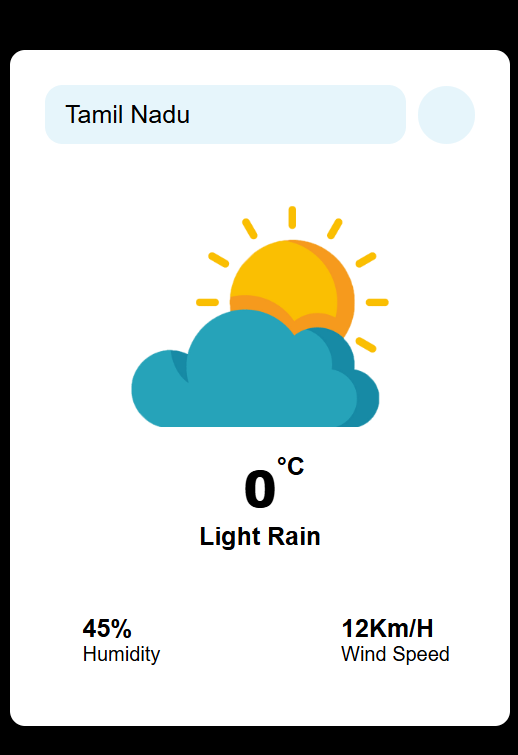 Tamil Nadu
0°C
Light Rain
45%
Humidity
12Km/H
Wind Speed